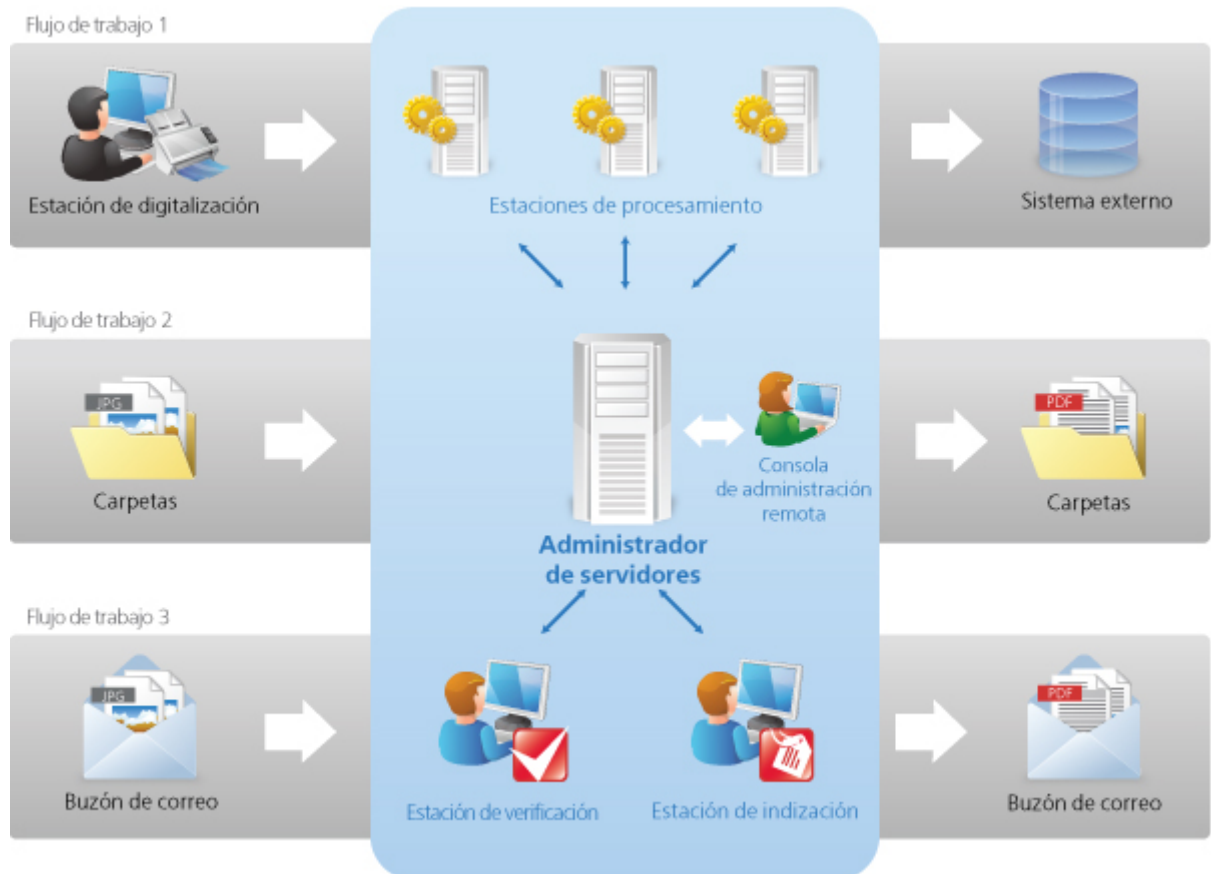 Flujo de trabajo 1
Estación de digitalización
Estaciones de procesamiento
Sistema externo
Flujo de trabajo 2
JPG
Carpetas
Administrador
de servidores
Consola
de administración
remota
PDF
Carpetas
Flujo de trabajo 3
JPG
Buzón de correo
Estación de verificación
Estación de indización
PDF
Buzón de correo